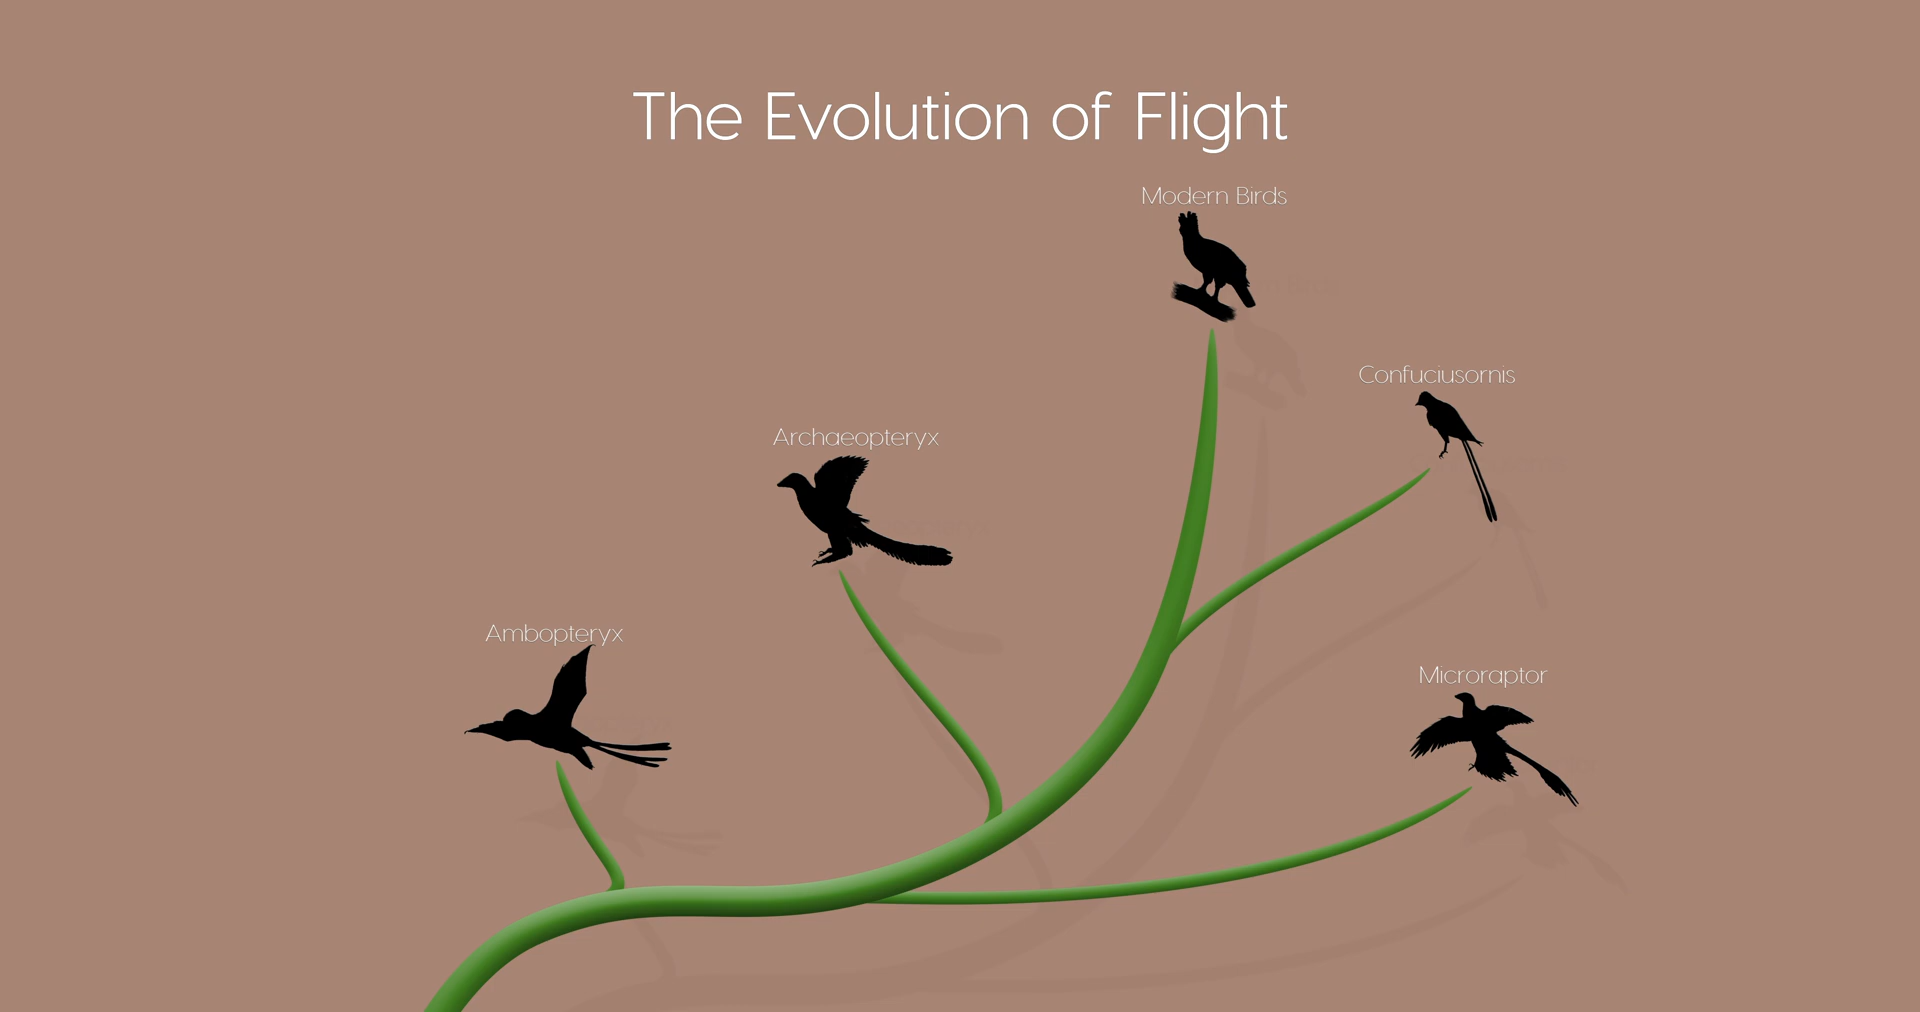 The Evolution of Flight
Modern Birds
Confuciusornis
Archaeopteryx
Ambopteryx
Microraptor